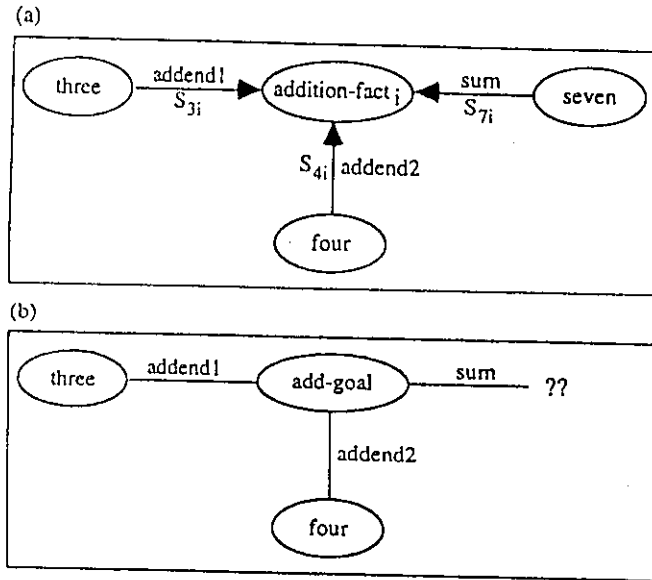 (a)
three addend1 addition-fact i sum seven
S3i S7i
S4i addend2
four
(b)
three addend1 add-goal sum ??
addend2
four